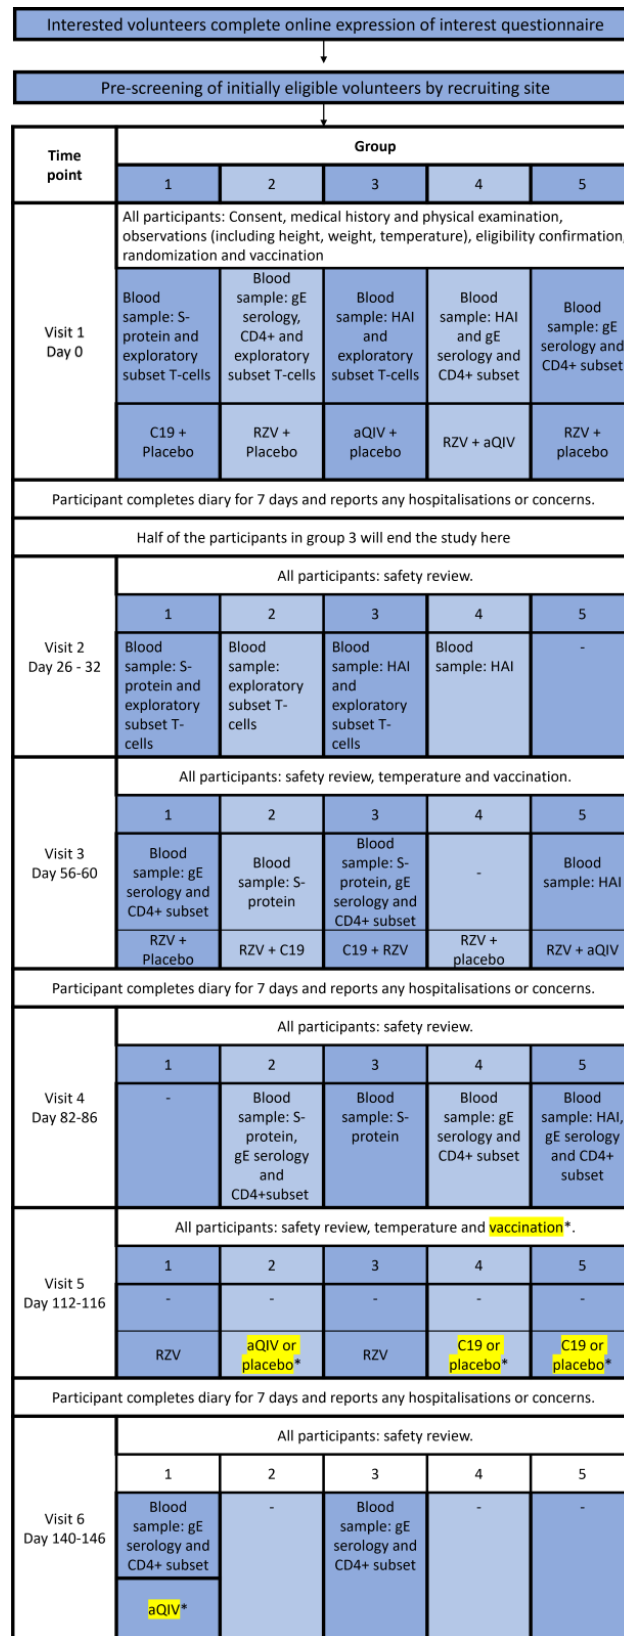 Interested volunteers complete online expression of interest questionnaire
Pre-screening of initially eligible volunteers by recruiting site
Time
point
Group
1
2
3
4
5
Visit 1
Day 0
All participants: Consent, medical history and physical examination,
observations (including height, weight, temperature), eligibility confirmation,
randomization and vaccination
Blood
sample: S-
protein and
exploratory
subset T-cells
Blood
sample: gE
serology,
CD4+ and
exploratory
subset T-cells
Blood
sample: HAI
and
exploratory
subset T-cells
Blood
sample: HAI
and gE
serology and
CD4+ subset
Blood
sample: gE
serology and
CD4+ subset
C19 +
Placebo
RZV +
Placebo
aQIV +
placebo
RZV + aQIV
RZV +
placebo
Participant completes diary for 7 days and reports any hospitalisations or concerns.
Half of the participants in group 3 will end the study here
Visit 2
Day 26 - 32
All participants: safety review.
1
2
3
4
5
Blood
sample: S-
protein and
exploratory
subset T-
cells
Blood
sample:
exploratory
subset T-
cells
Blood
sample: HAI
and
exploratory
subset T-
cells
Blood
sample: HAI
-
Visit 3
Day 56-60
All participants: safety review, temperature and vaccination.
1
2
3
4
5
Blood
sample: gE
serology and
CD4+ subset
Blood
sample: S-
protein
Blood
sample: S-
protein, gE
serology and
CD4+ subset
-
Blood
sample: HAI
RZV +
Placebo
RZV + C19
C19 + RZV
RZV +
placebo
RZV + aQIV
Participant completes diary for 7 days and reports any hospitalisations or concerns.
Visit 4
Day 82-86
All participants: safety review.
1
2
3
4
5
-
Blood
sample: S-
protein,
gE serology
and
CD4+subset
Blood
sample: S-
protein
Blood
sample: gE
serology and
CD4+ subset
Blood
sample: HAI,
gE serology
and CD4+
subset
Visit 5
Day 112-116
All participants: safety review, temperature and vaccination*.
1
2
3
4
5
-
-
-
-
-
RZV
aQIV or
placebo*
RZV
C19 or
placebo*
C19 or
placebo*
Participant completes diary for 7 days and reports any hospitalisations or concerns.
Visit 6
Day 140-146
All participants: safety review.
1
2
3
4
5
Blood
sample: gE
serology and
CD4+ subset
-
Blood
sample: gE
serology and
CD4+ subset
-
-
aQIV*